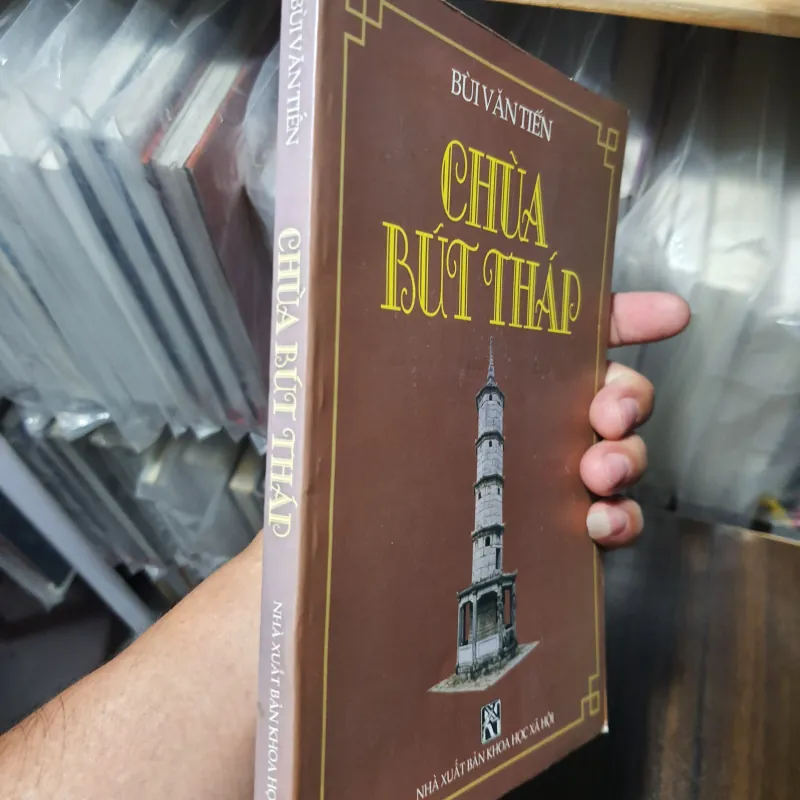 BÙI VĂN TIẾN
CHÙA
BÚT THÁP
NHÀ XUẤT BẢN KHOA HỌC XÃ HỘI
BÙI VĂN TIẾN
CHÙA BÚT THÁP
NHÀ XUẤT BẢN KHOA HỌ